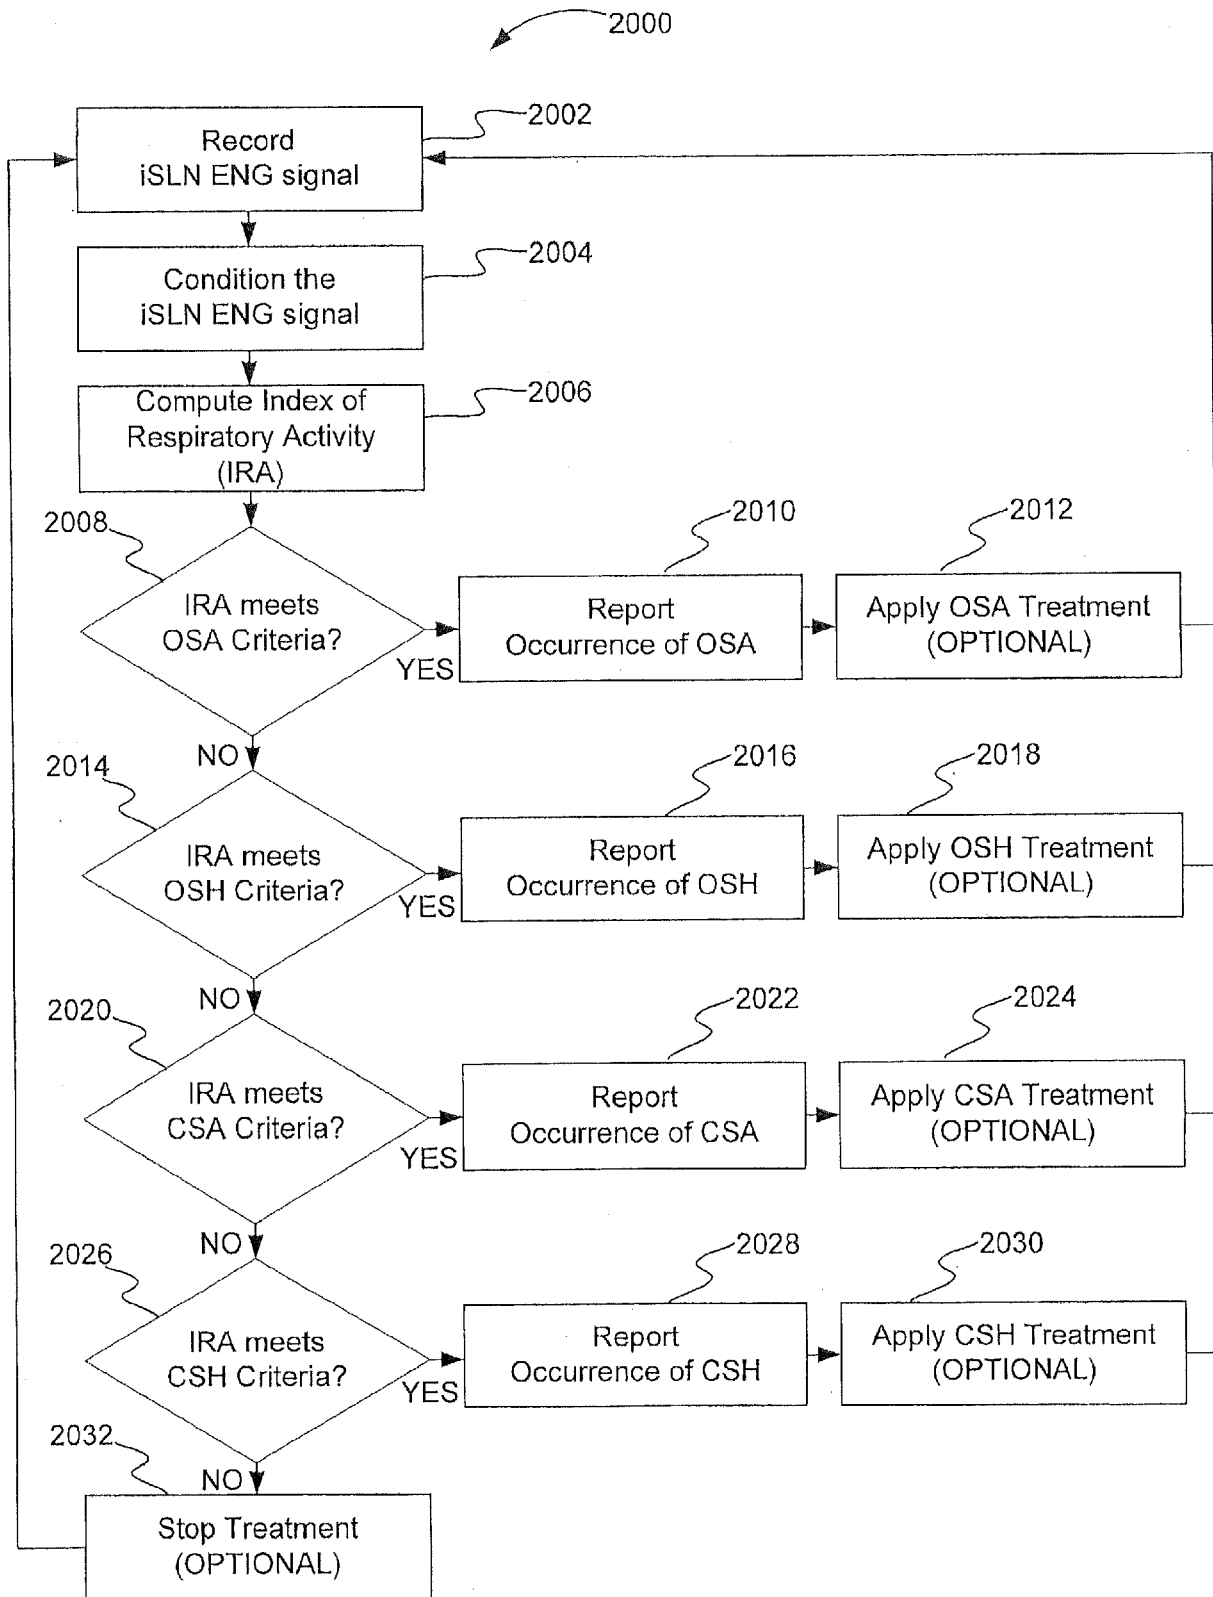 2000
2002
Record
iSLN ENG signal
2004
Condition the
iSLN ENG signal
2006
Compute Index of
Respiratory Activity
(IRA)
2008
2010
2012
IRA meets
OSA Criteria?
YES
Report
Occurrence of OSA
Apply OSA Treatment
(OPTIONAL)
NO
2014
2016
2018
IRA meets
OSH Criteria?
YES
Report
Occurrence of OSH
Apply OSH Treatment
(OPTIONAL)
NO
2020
2022
2024
IRA meets
CSA Criteria?
YES
Report
Occurrence of CSA
Apply CSA Treatment
(OPTIONAL)
NO
2026
2028
2030
IRA meets
CSH Criteria?
YES
Report
Occurrence of CSH
Apply CSH Treatment
(OPTIONAL)
2032
NO
Stop Treatment
(OPTIONAL)